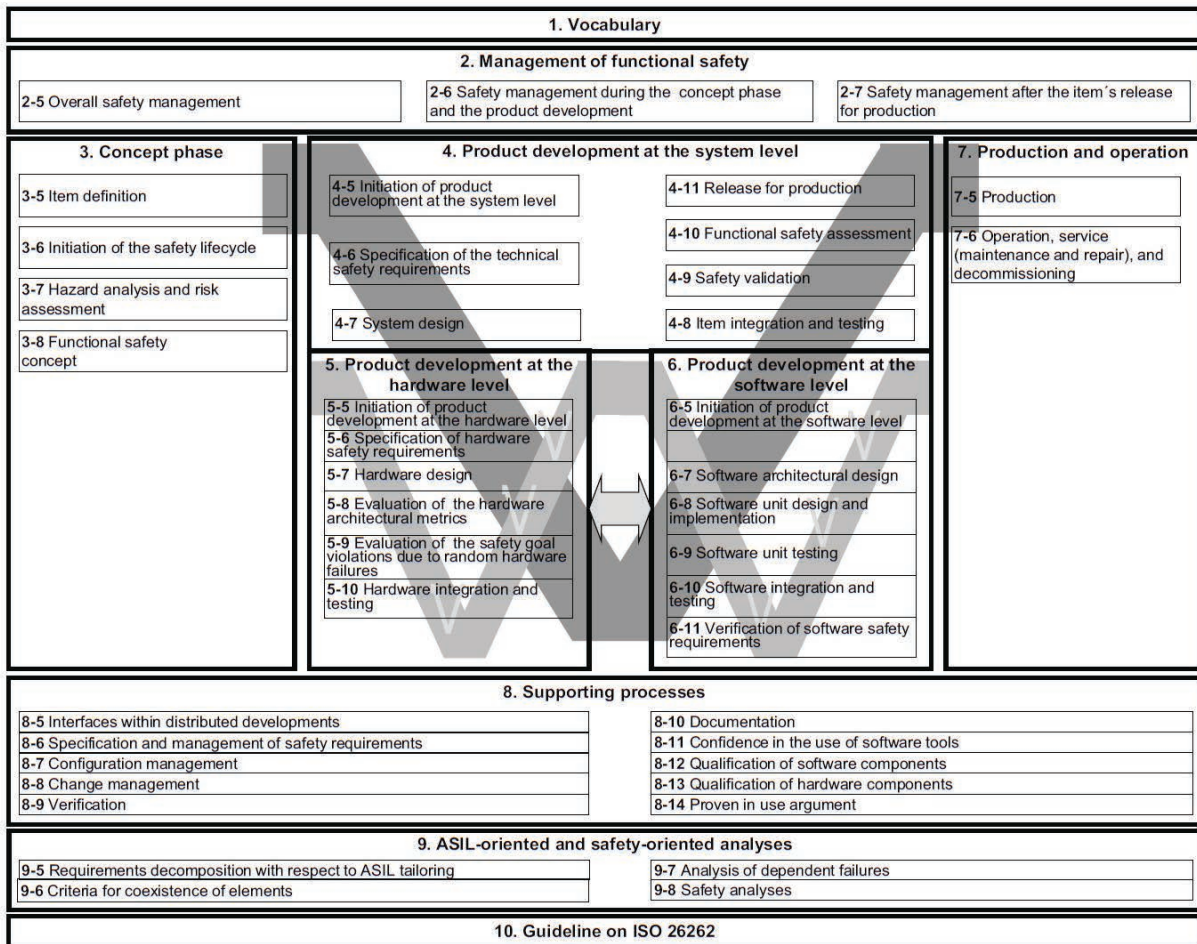 1. Vocabulary
2. Management of functional safety
2-5 Overall safety management
2-6 Safety management during the concept phase
and the product development
2-7 Safety management after the item´s release
for production
3. Concept phase
3-5 Item definition
3-6 Initiation of the safety lifecycle
3-7 Hazard analysis and risk
assessment
3-8 Functional safety
concept
4. Product development at the system level
4-5 Initiation of product
development at the system level
4-6 Specification of the technical
safety requirements
4-7 System design
4-11 Release for production
4-10 Functional safety assessment
4-9 Safety validation
4-8 Item integration and testing
7. Production and operation
7-5 Production
7-6 Operation, service
(maintenance and repair), and
decommissioning
5. Product development at the
hardware level
5-5 Initiation of product
development at the hardware level
5-6 Specification of hardware
safety requirements
5-7 Hardware design
5-8 Evaluation of the hardware
architectural metrics
5-9 Evaluation of the safety goal
violations due to random hardware
failures
5-10 Hardware integration and
testing
6. Product development at the
software level
6-5 Initiation of product
development at the software level
6-7 Software architectural design
6-8 Software unit design and
implementation
6-9 Software unit testing
6-10 Software integration and
testing
6-11 Verification of software safety
requirements
8. Supporting processes
8-5 Interfaces within distributed developments
8-6 Specification and management of safety requirements
8-7 Configuration management
8-8 Change management
8-9 Verification
8-10 Documentation
8-11 Confidence in the use of software tools
8-12 Qualification of software components
8-13 Qualification of hardware components
8-14 Proven in use argument
9. ASIL-oriented and safety-oriented analyses
9-5 Requirements decomposition with respect to ASIL tailoring
9-6 Criteria for coexistence of elements
9-7 Analysis of dependent failures
9-8 Safety analyses
10. Guideline on ISO 26262